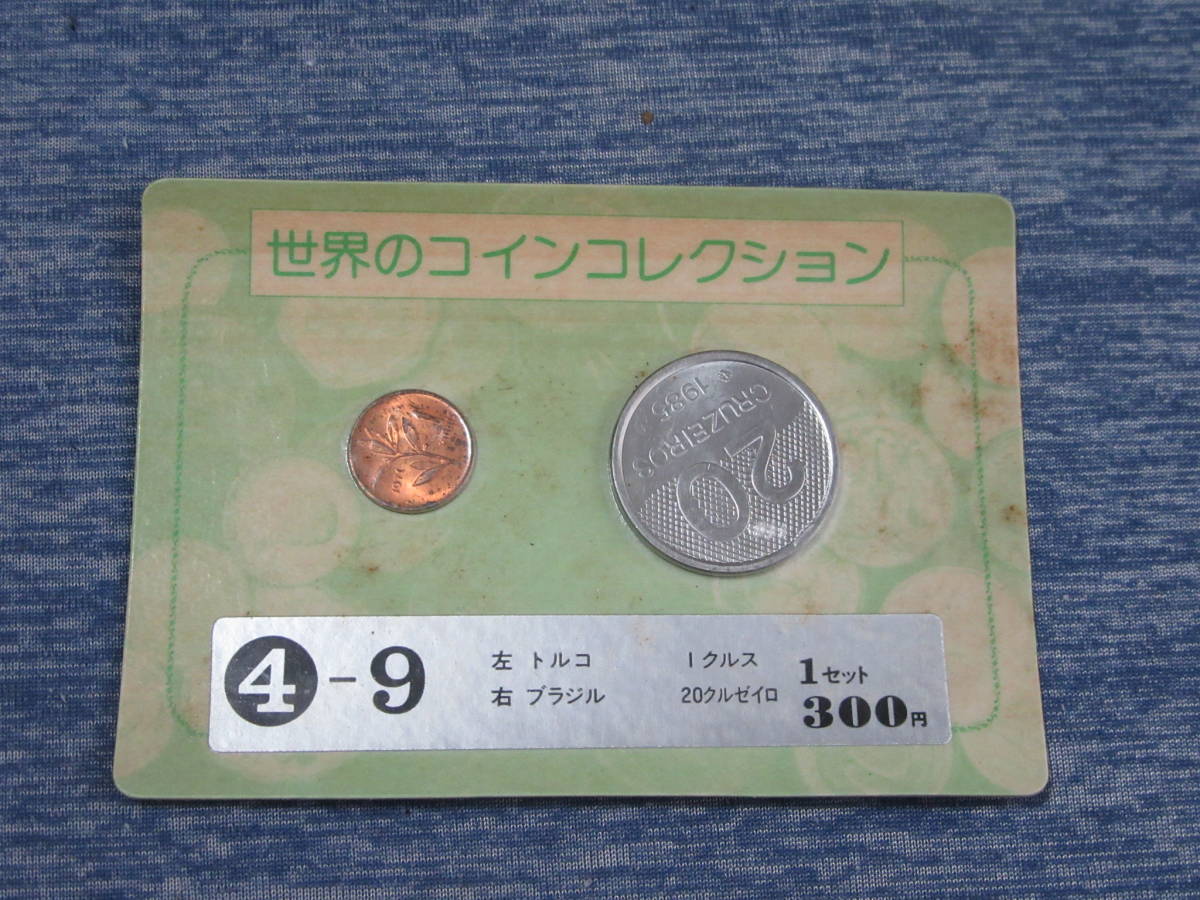 世界のコインコレクション
1971
20
CRUZEIROS
1985
4-9
左 トルコ 1クルス
右 ブラジル 20クルゼイロ
1セット
300円